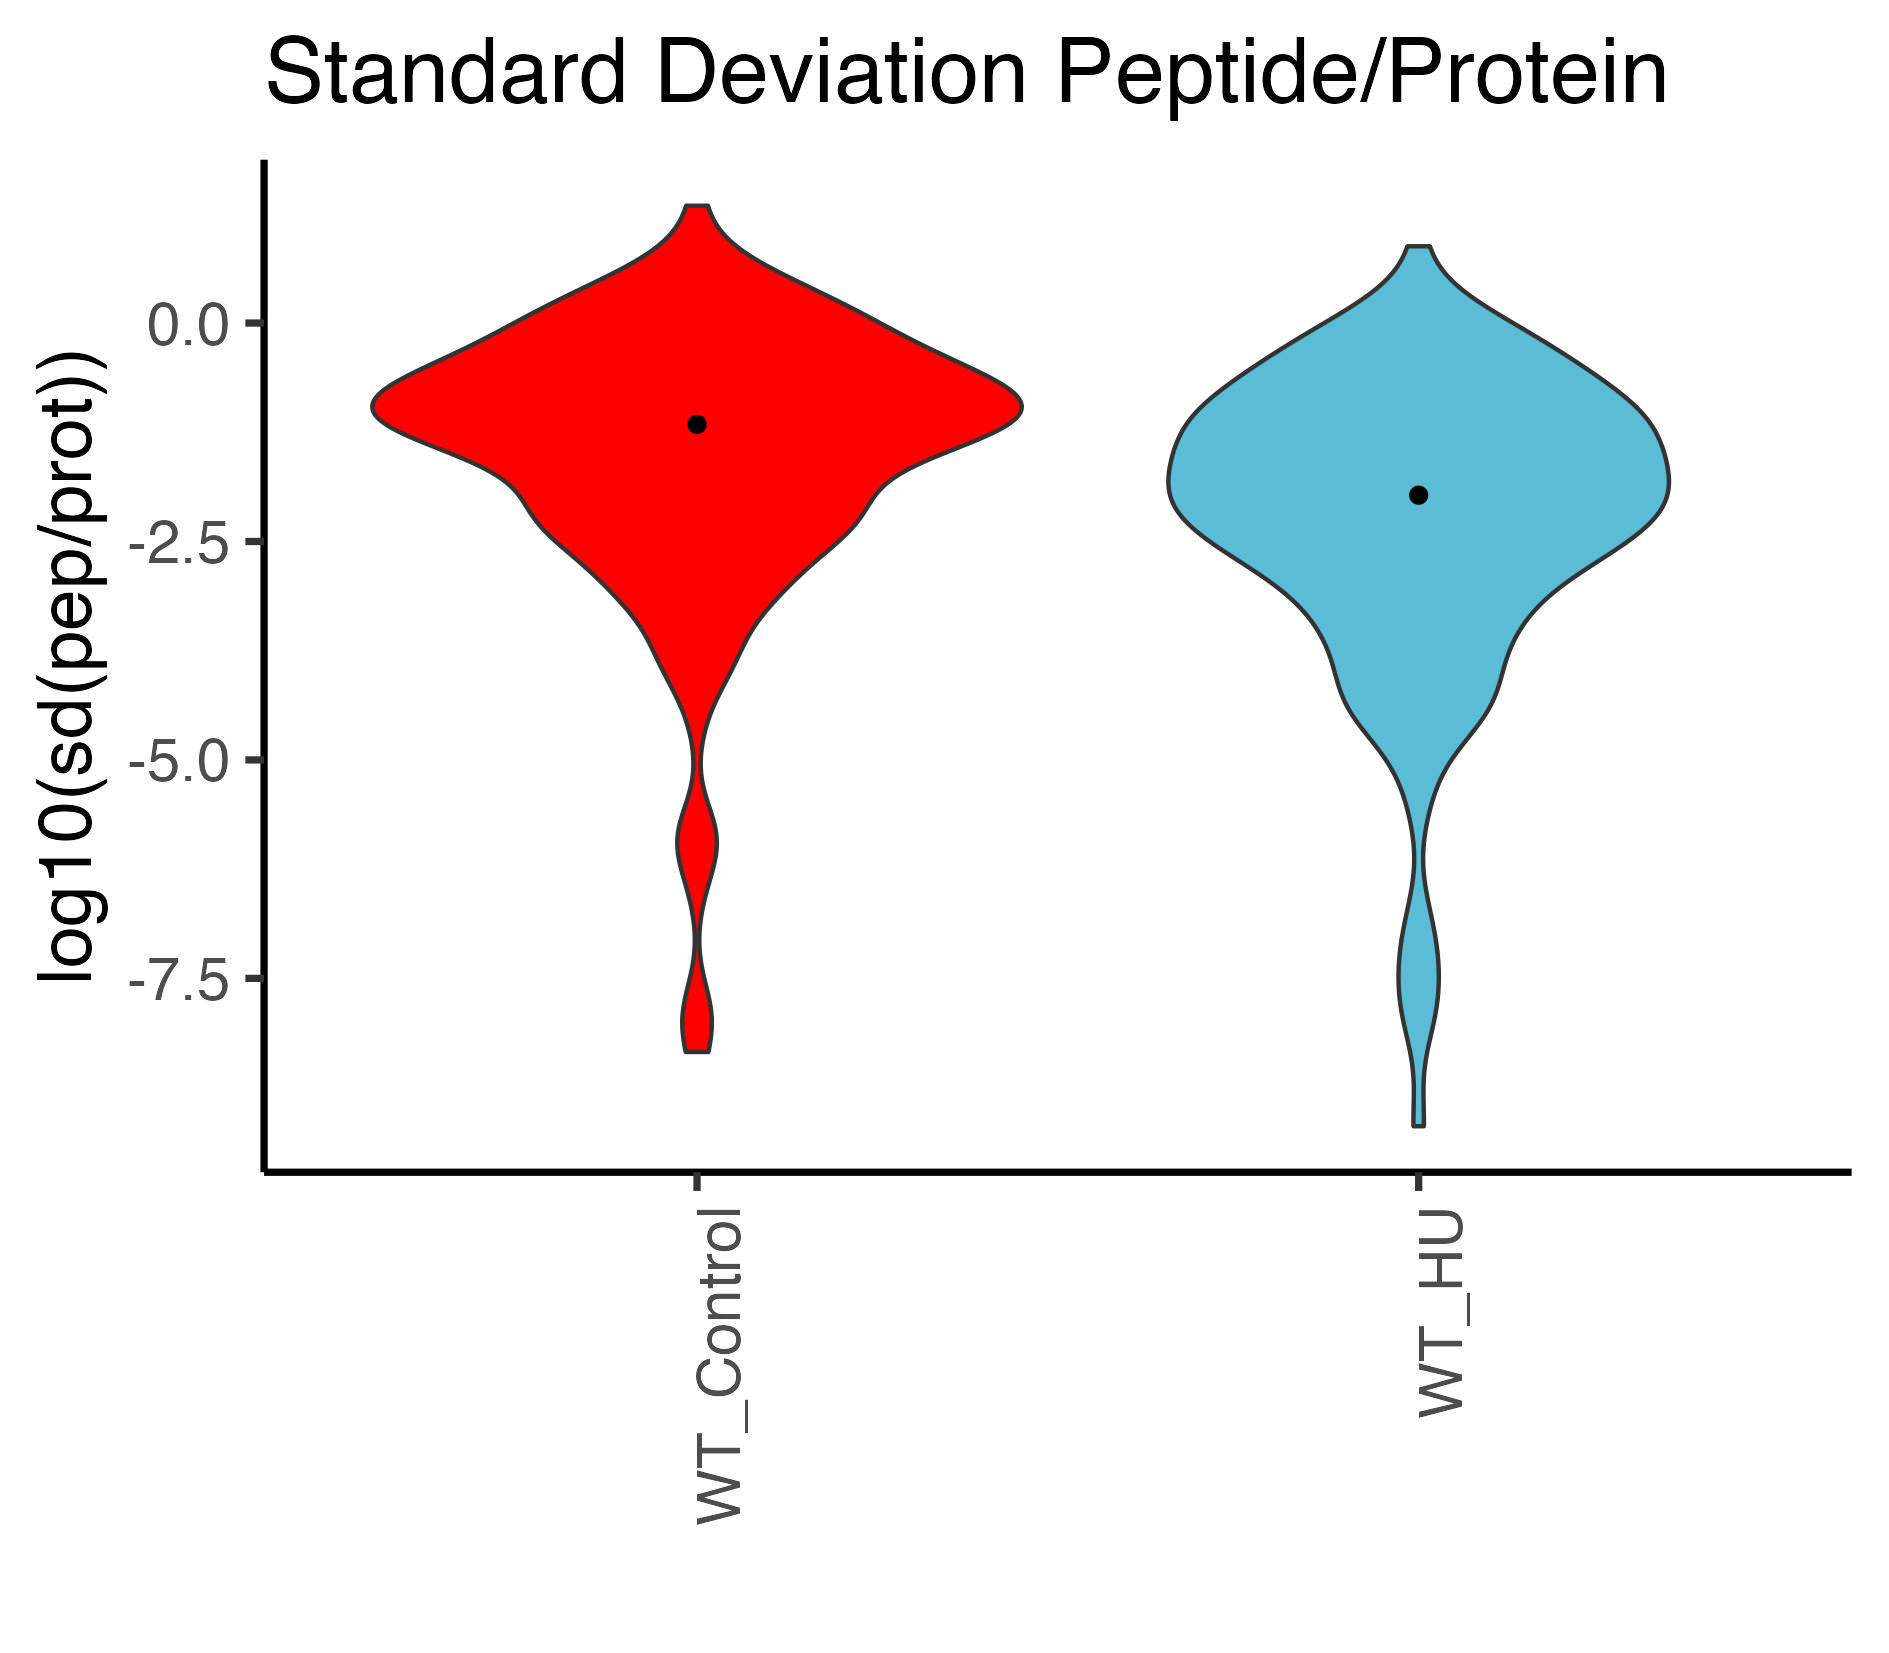 Standard Deviation Peptide/Protein
log10(sd(pep/prot))
0.0
-2.5
-5.0
-7.5
WT_Control
WT_HU